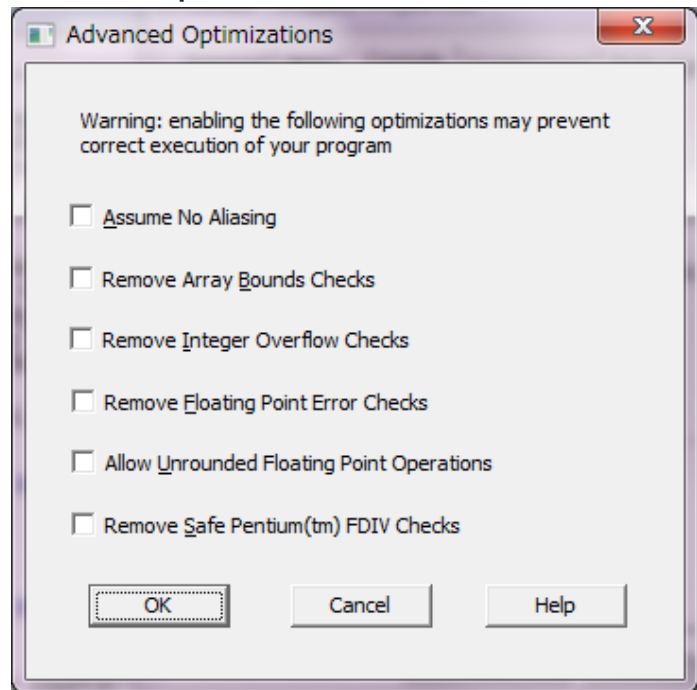 Advanced Optimizations
Warning: enabling the following optimizations may prevent
correct execution of your program
Assume No Aliasing
Remove Array Bounds Checks
Remove Integer Overflow Checks
Remove Floating Point Error Checks
Allow Unrounded Floating Point Operations
Remove Safe Pentium(tm) FDIV Checks
OK Cancel Help